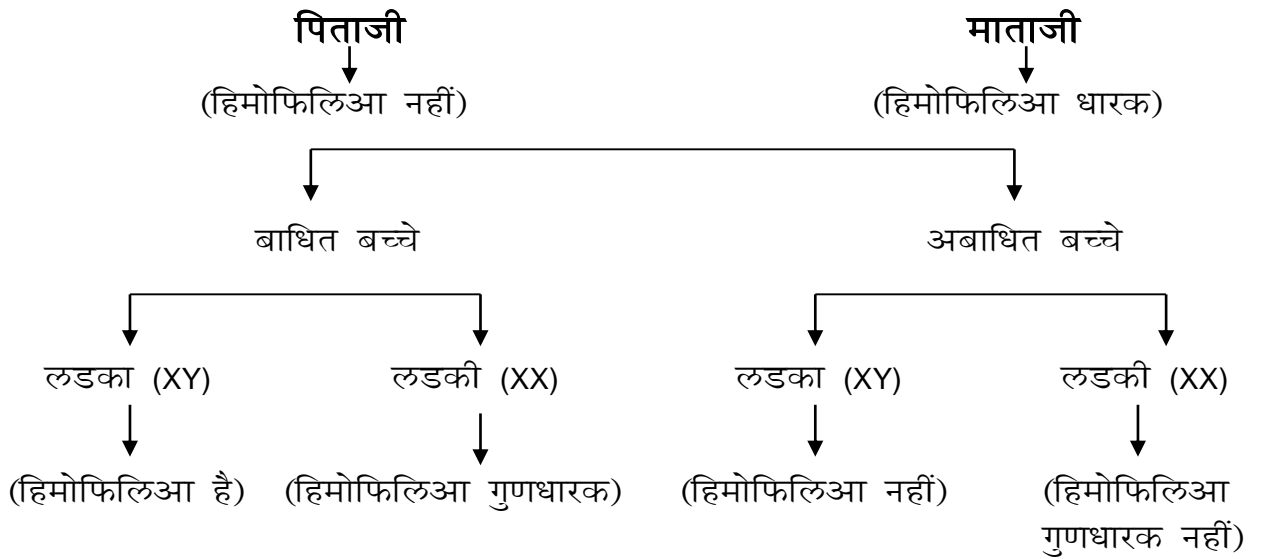 पिताजी माताजी
(हिमोफिलिआ नहीं) (हिमोफिलिआ धारक)
बाधित बच्चे अबाधित बच्चे
लडका (XY) लडकी (XX) लडका (XY) लडकी (XX)
(हिमोफिलिआ है) (हिमोफिलिआ गुणधारक) (हिमोफिलिआ नहीं) (हिमोफिलिआ
गुणधारक नहीं)